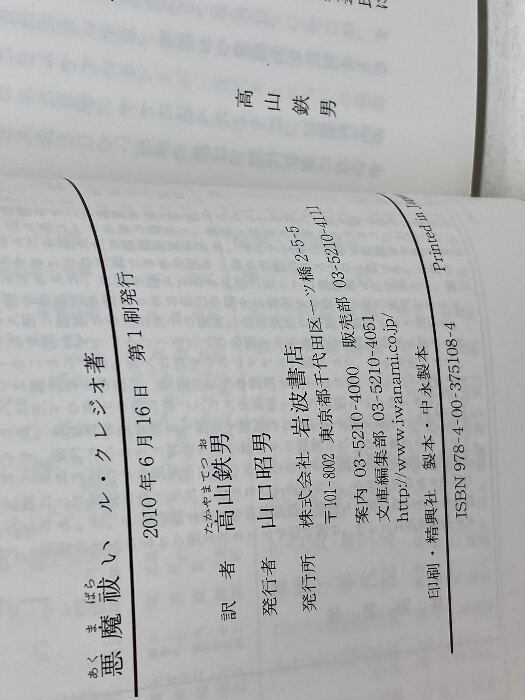 高山鉄男
悪魔祓い ル・クレジオ著
あくまばら
2010年6月16日 第1刷発行
訳者 高山鉄男
たかやまてつお
発行者 山口昭男
発行所 株式会社 岩波書店
〒101-8002 東京都千代田区一ツ橋2-5-5
案内 03-5210-4000 販売部 03-5210-4111
文庫編集部 03-5210-4051
http://www.iwanami.co.jp/
印刷・精興社 製本・中永製本
ISBN 978-4-00-375108-4
Printed in